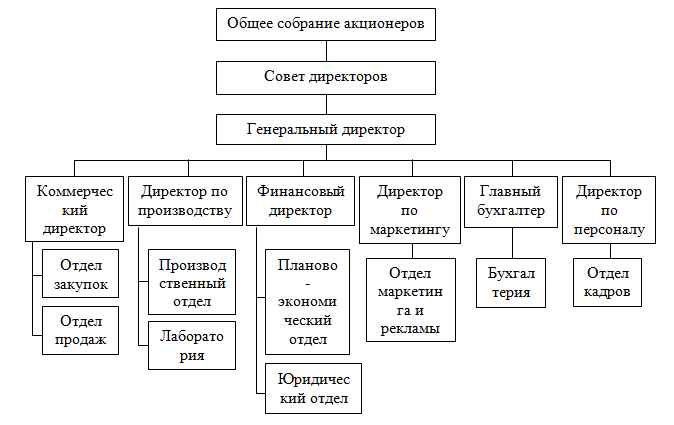 Общее собрание акционеров
Совет директоров
Генеральный директор
Коммерчес
кий
директор
Директор по
производству
Финансовый
директор
Директор
по
маркетингу
Главный
бухгалтер
Директор
по
персоналу
Отдел
закупок
Отдел
продаж
Производ
ственный
отдел
Лаборато
рия
Планово
-
экономи
ческий
отдел
Юридичес
кий отдел
Отдел
маркетин
га и
рекламы
Бухгал
терия
Отдел
кадров